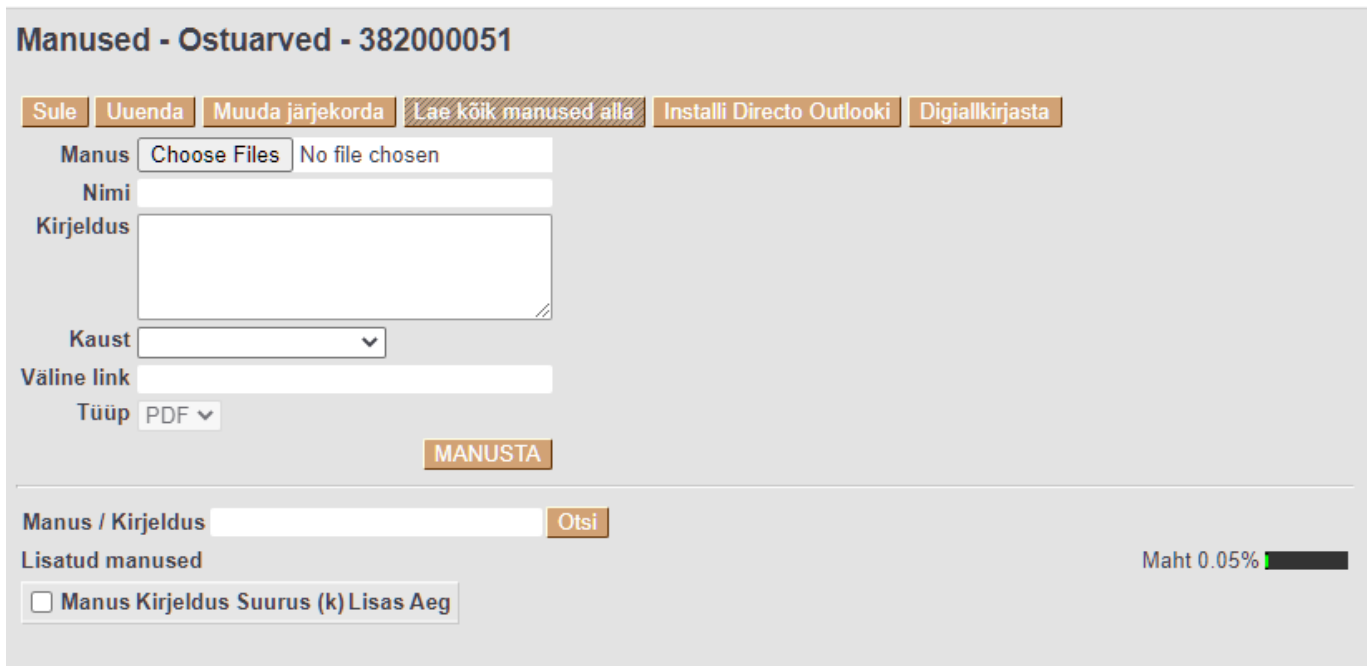 Manused - Ostuarved - 382000051
Sule Uuenda Muuda järjekorda Lae kõik manused alla Installi Directo Outlooki Digiallkirjasta
Manus Choose Files No file chosen
Nimi
Kirjeldus
Kaust
Väline link
Tüüp PDF
MANUSTA
Manus / Kirjeldus Otsi
Lisatud manused Maht 0.05%
Manus Kirjeldus Suurus (k) Lisas Aeg